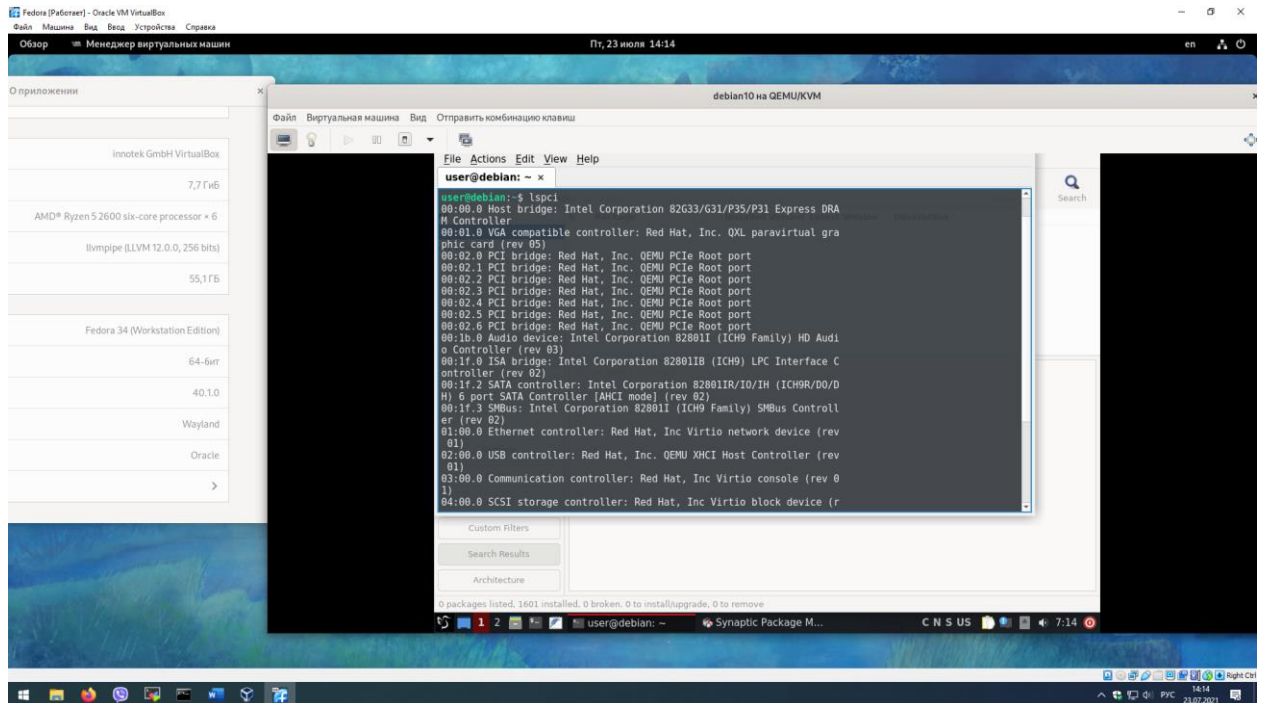 Fedora [Работает] - Oracle VM VirtualBox
Файл Машина Вид Ввод Устройства Справка
Обзор Менеджер виртуальных машин Пт, 23 июля 14:14 en
О приложении ×
innotek GmbH VirtualBox
7,7 ГиБ
AMD® Ryzen 5 2600 six-core processor × 6
llvmpipe (LLVM 12.0.0, 256 bits)
55,1 ГБ
Fedora 34 (Workstation Edition)
64-бит
40.1.0
Wayland
Oracle
debian10 на QEMU/KVM
Файл Виртуальная машина Вид Отправить комбинацию клавиш
File Actions Edit View Help
user@debian: ~ ×
Search
user@debian:~$ lspci
00:00.0 Host bridge: Intel Corporation 82G33/G31/P35/P31 Express DRA
M Controller
00:01.0 VGA compatible controller: Red Hat, Inc. QXL paravirtual gra
phic card (rev 05)
00:02.0 PCI bridge: Red Hat, Inc. QEMU PCIe Root port
00:02.1 PCI bridge: Red Hat, Inc. QEMU PCIe Root port
00:02.2 PCI bridge: Red Hat, Inc. QEMU PCIe Root port
00:02.3 PCI bridge: Red Hat, Inc. QEMU PCIe Root port
00:02.4 PCI bridge: Red Hat, Inc. QEMU PCIe Root port
00:02.5 PCI bridge: Red Hat, Inc. QEMU PCIe Root port
00:02.6 PCI bridge: Red Hat, Inc. QEMU PCIe Root port
00:1b.0 Audio device: Intel Corporation 82801I (ICH9 Family) HD Audi
o Controller (rev 03)
00:1f.0 ISA bridge: Intel Corporation 82801IB (ICH9) LPC Interface C
ontroller (rev 02)
00:1f.2 SATA controller: Intel Corporation 82801IR/IO/IH (ICH9R/DO/D
H) 6 port SATA Controller [AHCI mode] (rev 02)
00:1f.3 SMBus: Intel Corporation 82801I (ICH9 Family) SMBus Controll
er (rev 02)
01:00.0 Ethernet controller: Red Hat, Inc Virtio network device (rev
 01)
02:00.0 USB controller: Red Hat, Inc. QEMU XHCI Host Controller (rev
 01)
03:00.0 Communication controller: Red Hat, Inc Virtio console (rev 0
1)
04:00.0 SCSI storage controller: Red Hat, Inc Virtio block device (r
Custom Filters
Search Results
Architecture
0 packages listed, 1601 installed, 0 broken. 0 to install/upgrade, 0 to remove
1 2 user@debian: ~ Synaptic Package M... C N S US 7:14
Right Ctrl
РУС 14:14
23.07.2021